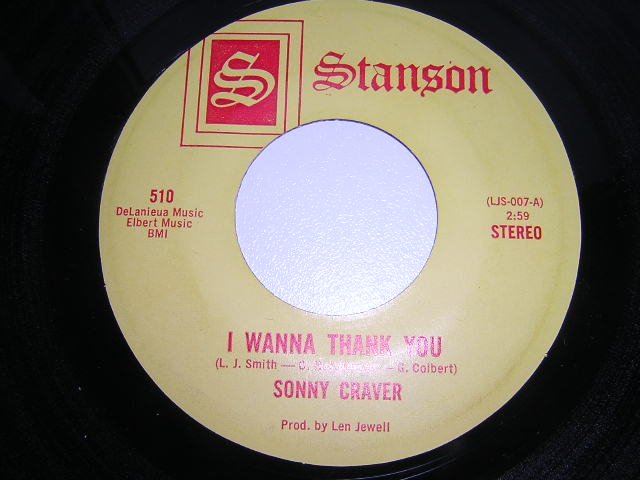 S
Stanson
510
DeLanieua Music
Elbert Music
BMI
(LJS-007-A)
2:59
STEREO
I WANNA THANK YOU
(L. J. Smith — — G. Colbert)
SONNY CRAVER
Prod. by Len Jewell